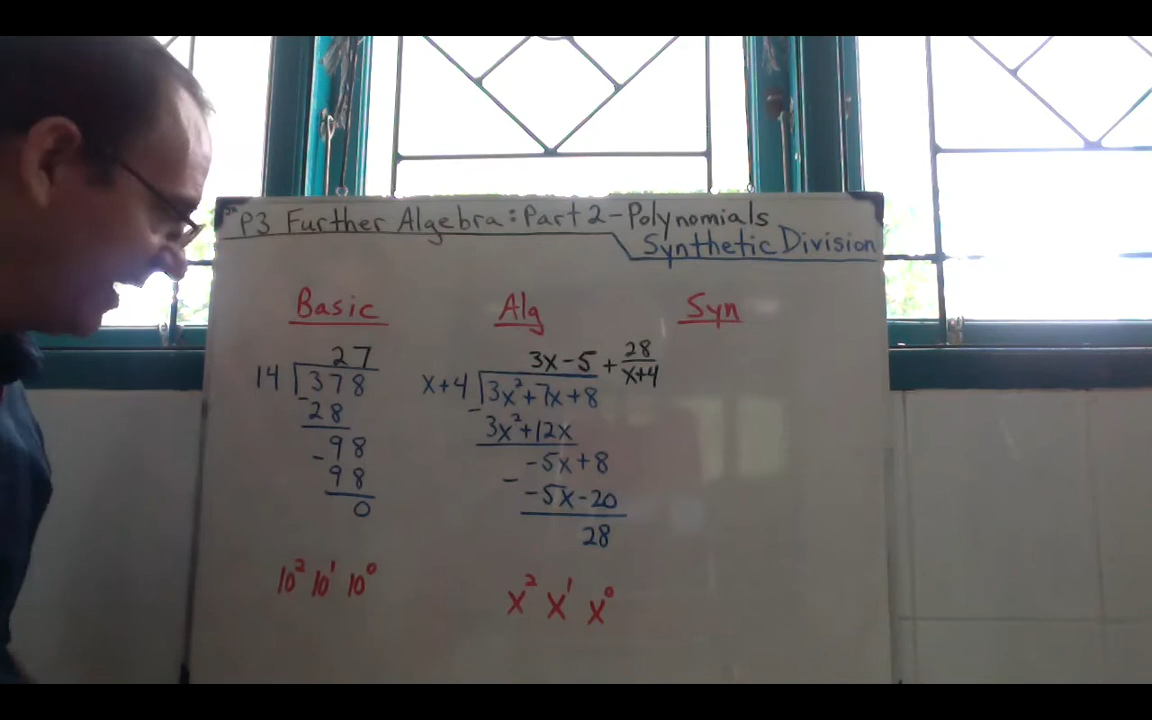 P3 Further Algebra: Part 2 - Polynomials
Synthetic Division
Basic
27
14 378
- 28
- 98
98
0
10² 10¹ 10⁰
Alg
3x - 5 + 28/x+4
x+4 3x² + 7x + 8
- 3x² + 12x
-5x + 8
- -5x - 20
28
x² x¹ x⁰
Syn